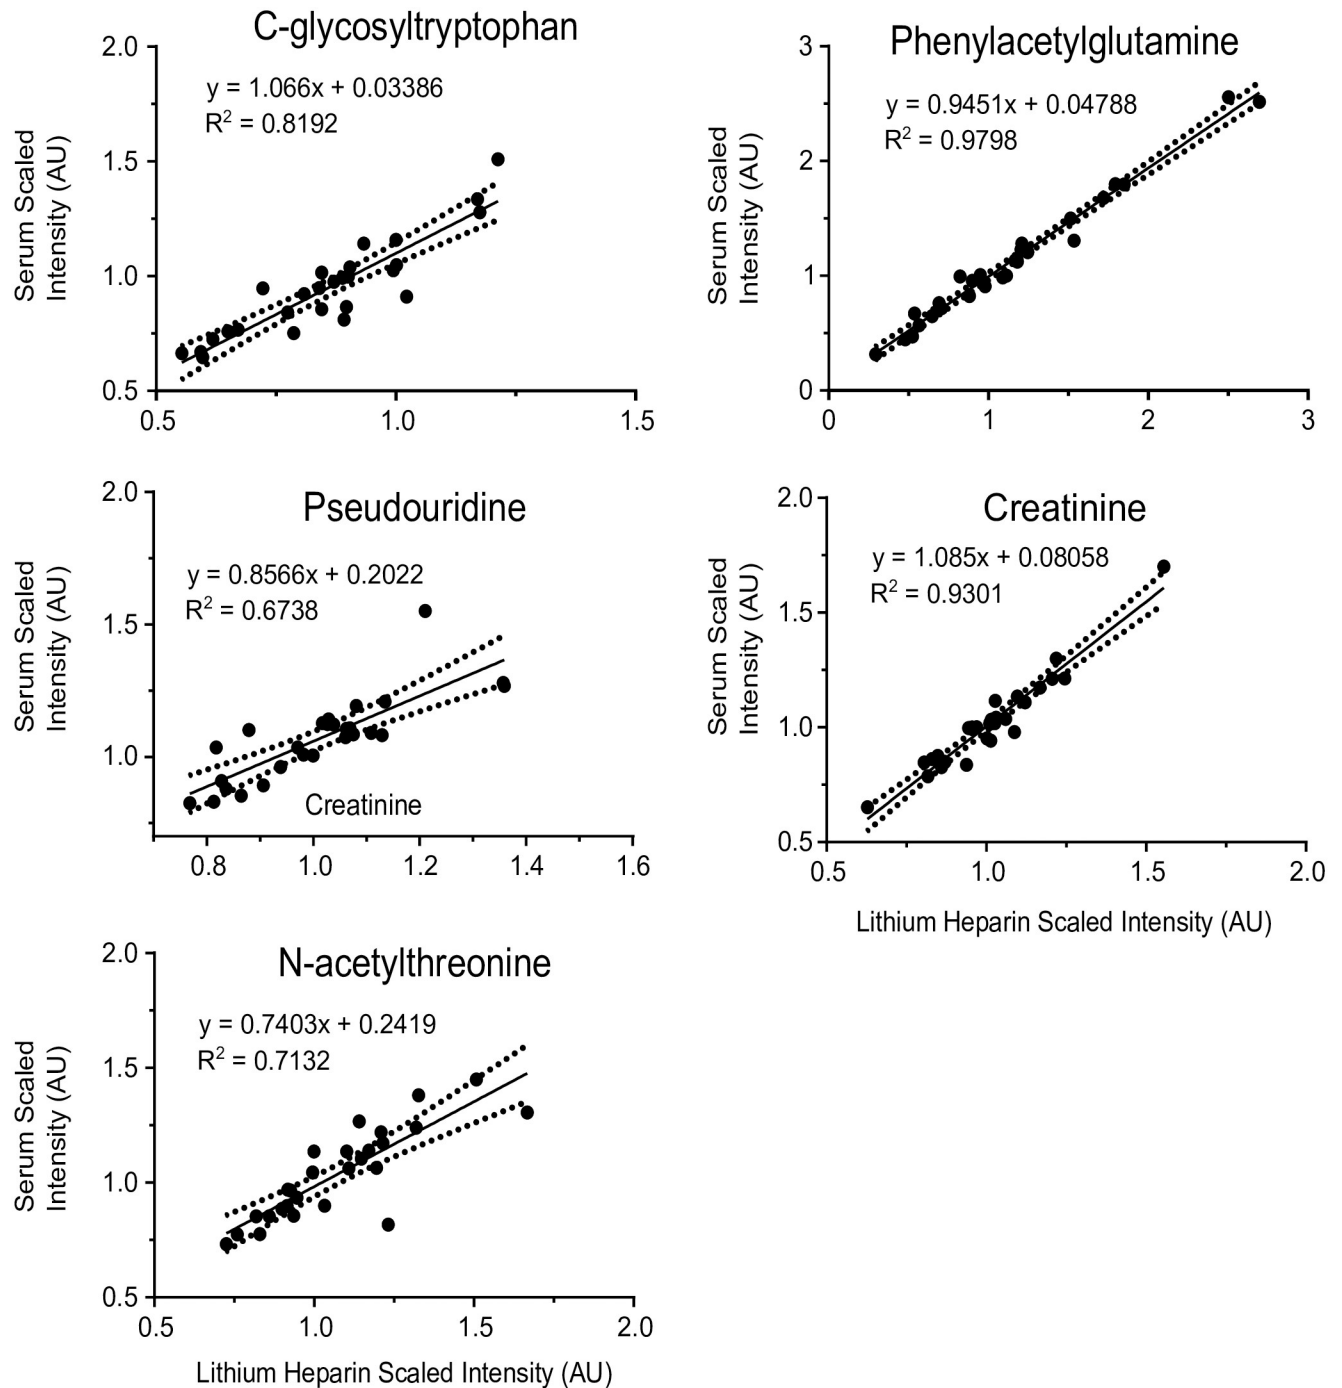 C-glycosyltryptophan
y = 1.066x + 0.03386
R² = 0.8192
Serum Scaled
Intensity (AU)
2.0
1.5
1.0
0.5
0.5
1.0
1.5
Phenylacetylglutamine
y = 0.9451x + 0.04788
R² = 0.9798
Serum Scaled
Intensity (AU)
3
2
1
0
0
1
2
3
Pseudouridine
y = 0.8566x + 0.2022
R² = 0.6738
Serum Scaled
Intensity (AU)
2.0
1.5
1.0
Creatinine
0.8
1.0
1.2
1.4
1.6
Creatinine
y = 1.085x + 0.08058
R² = 0.9301
Serum Scaled
Intensity (AU)
2.0
1.5
1.0
0.5
0.5
1.0
1.5
2.0
Lithium Heparin Scaled Intensity (AU)
N-acetylthreonine
y = 0.7403x + 0.2419
R² = 0.7132
Serum Scaled
Intensity (AU)
2.0
1.5
1.0
0.5
0.5
1.0
1.5
2.0
Lithium Heparin Scaled Intensity (AU)